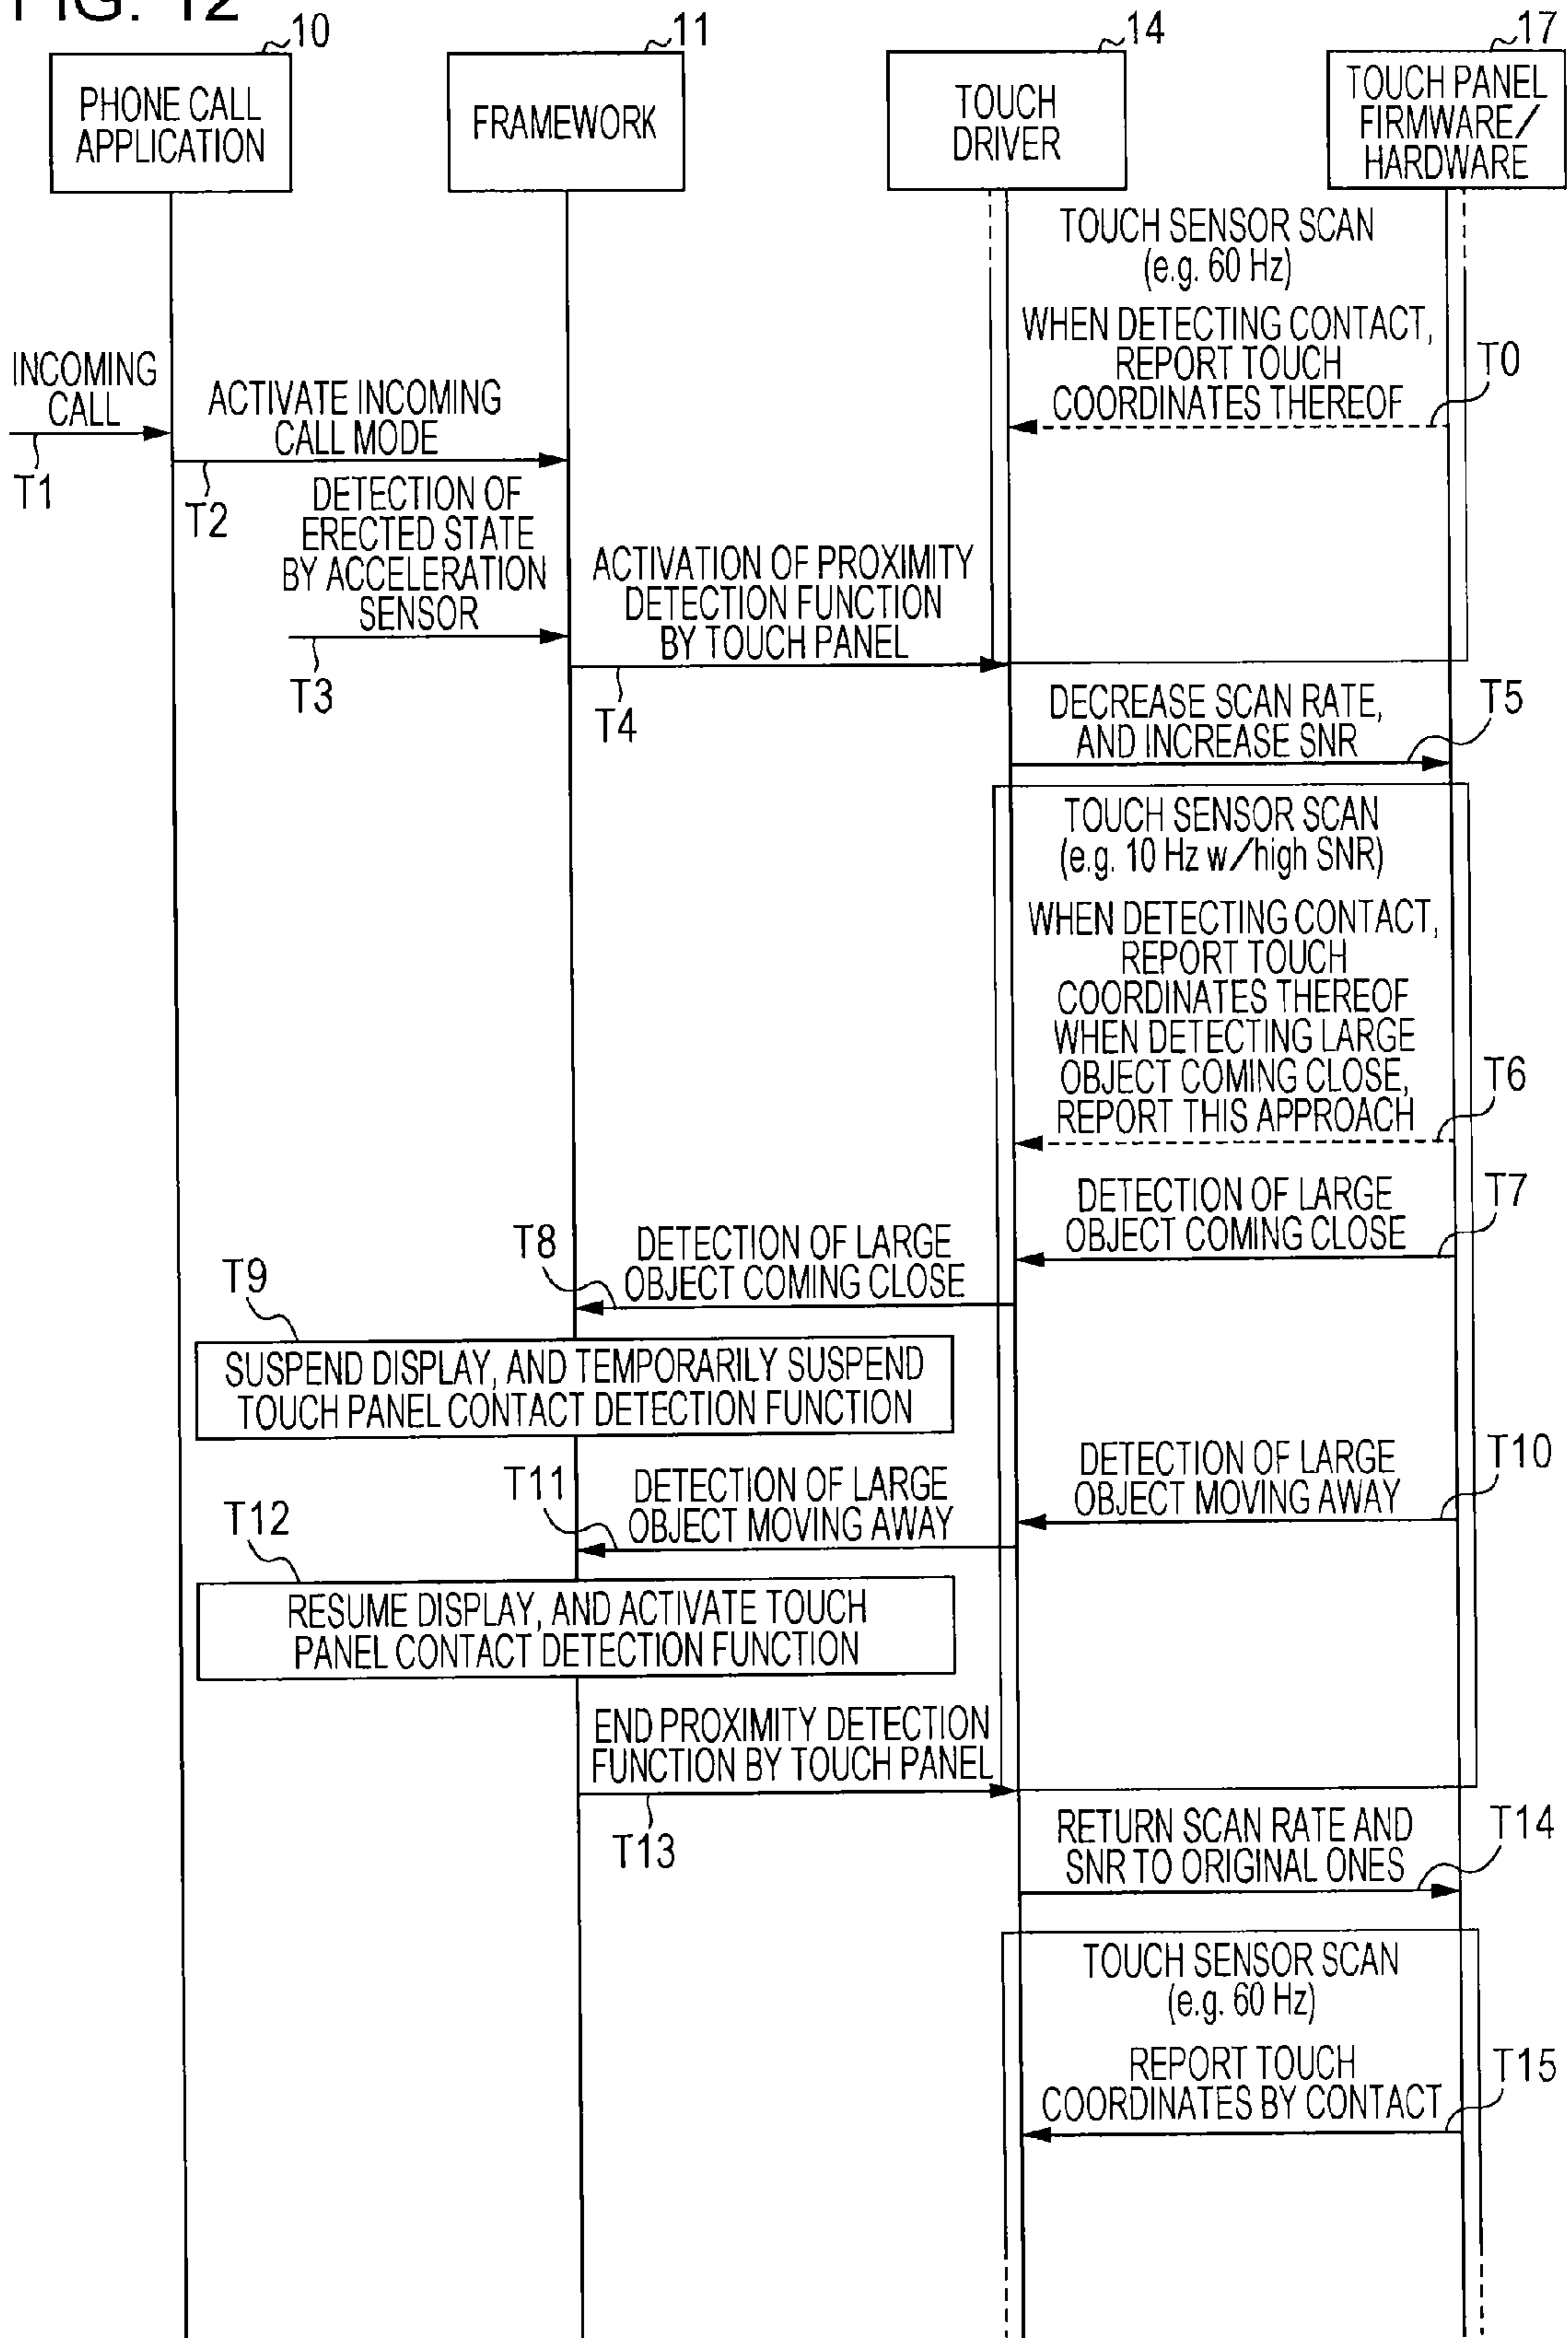 FIG. 12
10
11
14
17
PHONE CALL
APPLICATION
FRAMEWORK
TOUCH
DRIVER
TOUCH PANEL
FIRMWARE/
HARDWARE
TOUCH SENSOR SCAN
(e.g. 60 Hz)
WHEN DETECTING CONTACT,
REPORT TOUCH
COORDINATES THEREOF
T0
INCOMING
CALL
T1
ACTIVATE INCOMING
CALL MODE
T2
DETECTION OF
ERECTED STATE
BY ACCELERATION
SENSOR
T3
ACTIVATION OF PROXIMITY
DETECTION FUNCTION
BY TOUCH PANEL
T4
DECREASE SCAN RATE,
AND INCREASE SNR
T5
TOUCH SENSOR SCAN
(e.g. 10 Hz w/high SNR)
WHEN DETECTING CONTACT,
REPORT TOUCH
COORDINATES THEREOF
WHEN DETECTING LARGE
OBJECT COMING CLOSE,
REPORT THIS APPROACH
T6
DETECTION OF LARGE
OBJECT COMING CLOSE
T7
T8
DETECTION OF LARGE
OBJECT COMING CLOSE
T9
SUSPEND DISPLAY, AND TEMPORARILY SUSPEND
TOUCH PANEL CONTACT DETECTION FUNCTION
DETECTION OF LARGE
OBJECT MOVING AWAY
T10
T11
DETECTION OF LARGE
OBJECT MOVING AWAY
T12
RESUME DISPLAY, AND ACTIVATE TOUCH
PANEL CONTACT DETECTION FUNCTION
END PROXIMITY DETECTION
FUNCTION BY TOUCH PANEL
T13
RETURN SCAN RATE AND
SNR TO ORIGINAL ONES
T14
TOUCH SENSOR SCAN
(e.g. 60 Hz)
REPORT TOUCH
COORDINATES BY CONTACT
T15